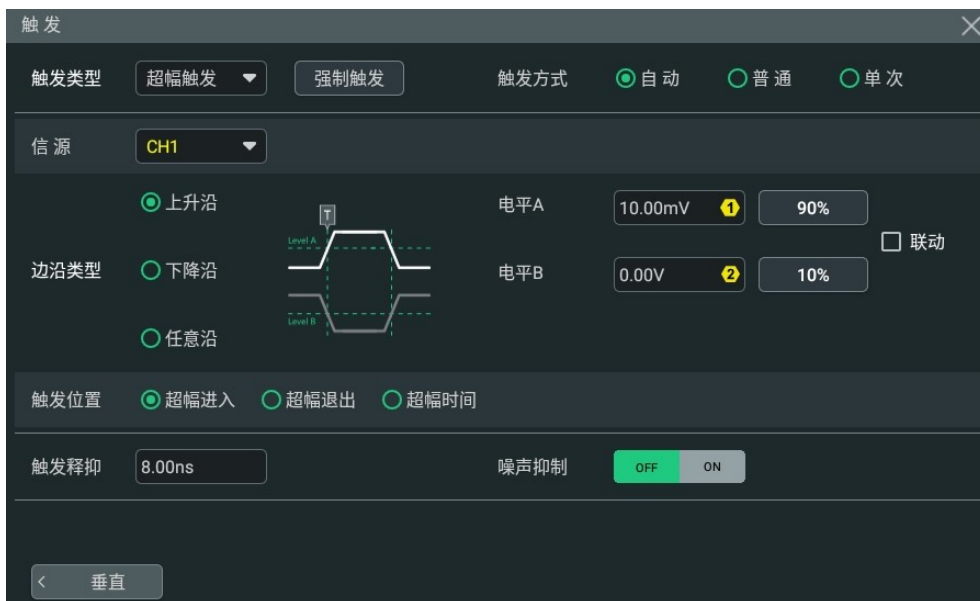 触 发
触发类型 超幅触发 强制触发 触发方式 自 动 普 通 单 次
信 源 CH1
上升沿 电平A 10.00mV 1 90%
T
Level A
联动
边沿类型 下降沿 电平B 0.00V 2 10%
Level B
任意沿
触发位置 超幅进入 超幅退出 超幅时间
触发释抑 8.00ns 噪声抑制 OFF ON
< 垂直